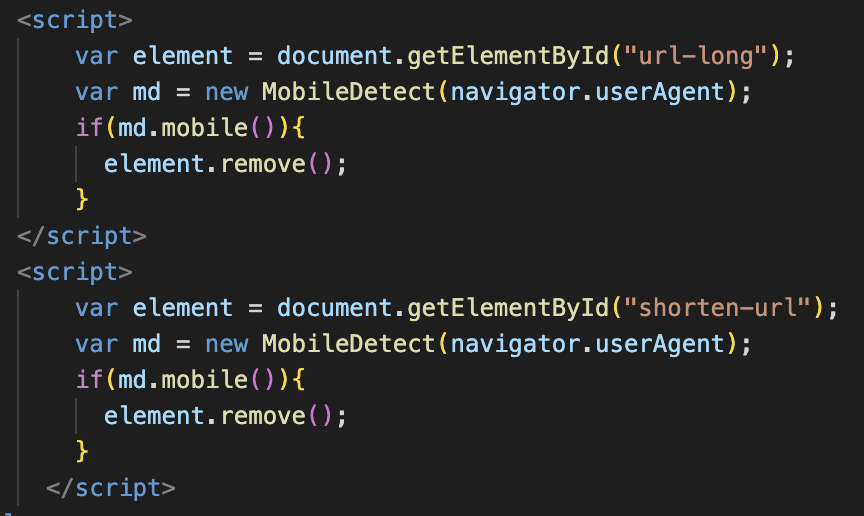 <script>
var element = document.getElementById("url-long");
var md = new MobileDetect(navigator.userAgent);
if(md.mobile()){
element.remove();
}
</script>
<script>
var element = document.getElementById("shorten-url");
var md = new MobileDetect(navigator.userAgent);
if(md.mobile()){
element.remove();
}
</script>